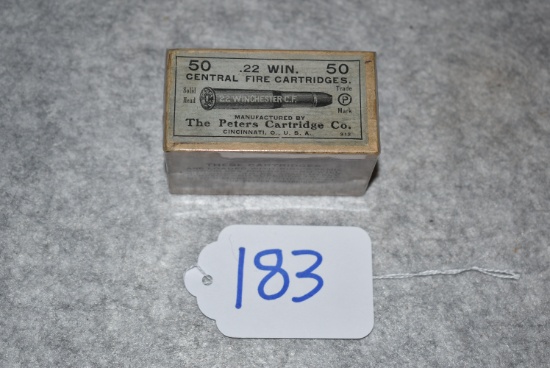 50 .22 WIN. 50
CENTRAL FIRE CARTRIDGES.
Solid Head
Trade Mark
P
.22 WINCHESTER C.F.
MANUFACTURED BY
The Peters Cartridge Co.
CINCINNATI, O., U. S. A.
183